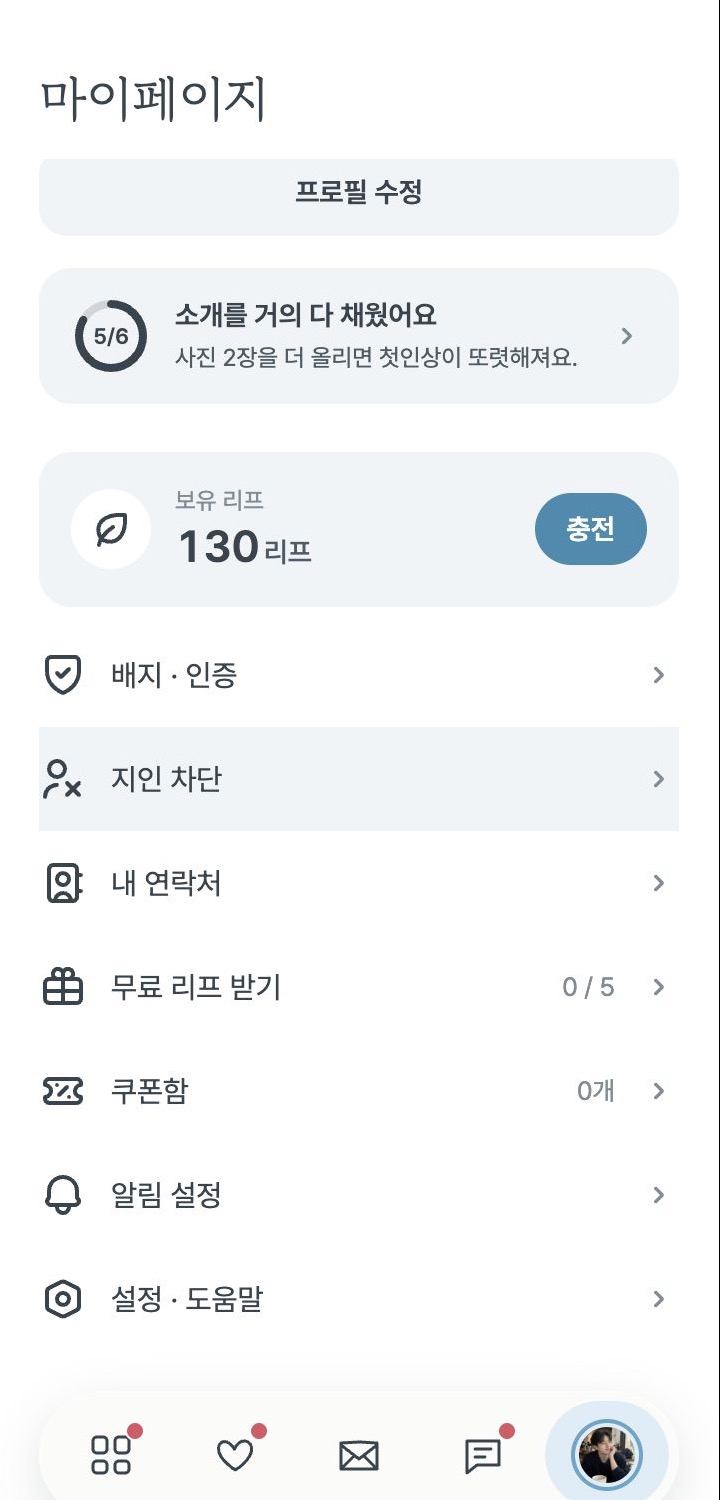 마이페이지
프로필 수정
5/6
소개를 거의 다 채웠어요
사진 2장을 더 올리면 첫인상이 또렷해져요.
보유 리프
130 리프
충전
배지 · 인증
지인 차단
내 연락처
무료 리프 받기 0 / 5
쿠폰함 0개
알림 설정
설정 · 도움말